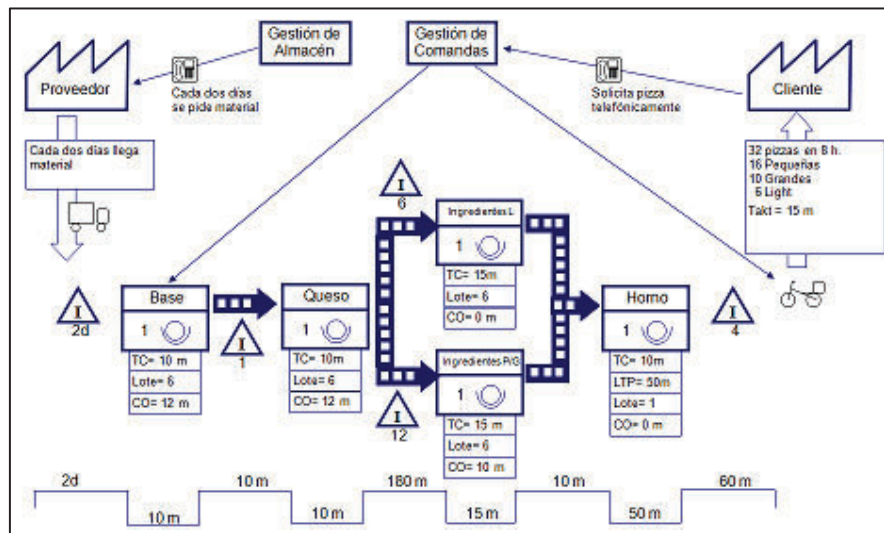 Proveedor
Gestión de
Almacén
Gestión de
Comandas
Cliente
Cada dos días
se pide material
Solicita pizza
telefónicamente
Cada dos días llega
material
32 pizzas en 8 h.
16 Pequeñas
10 Grandes
6 Light
Takt = 15 m
I
2d
Base
1
TC= 10 m
Lote= 6
CO= 12 m
I
1
Queso
1
TC= 10m
Lote= 6
CO= 12 m
I
6
Ingredientes L
1
TC= 15m
Lote= 6
CO= 0 m
I
12
Ingredientes P/G
1
TC= 15 m
Lote= 6
CO= 10 m
Horno
1
TC= 10m
LTP= 50m
Lote= 1
CO= 0 m
I
4
2d
10 m
10 m
10 m
180 m
15 m
10 m
50 m
60 m